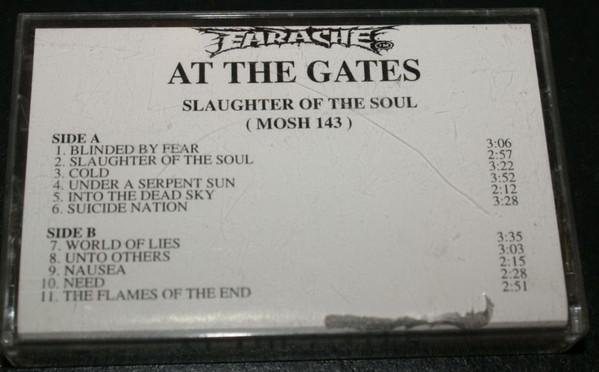 EARACHE
AT THE GATES
SLAUGHTER OF THE SOUL
( MOSH 143 )
SIDE A
1. BLINDED BY FEAR 3:06
2. SLAUGHTER OF THE SOUL 2:57
3. COLD 3:22
4. UNDER A SERPENT SUN 3:52
5. INTO THE DEAD SKY 2:12
6. SUICIDE NATION 3:28
SIDE B
7. WORLD OF LIES 3:35
8. UNTO OTHERS 3:03
9. NAUSEA 2:15
10. NEED 2:28
11. THE FLAMES OF THE END 2:51